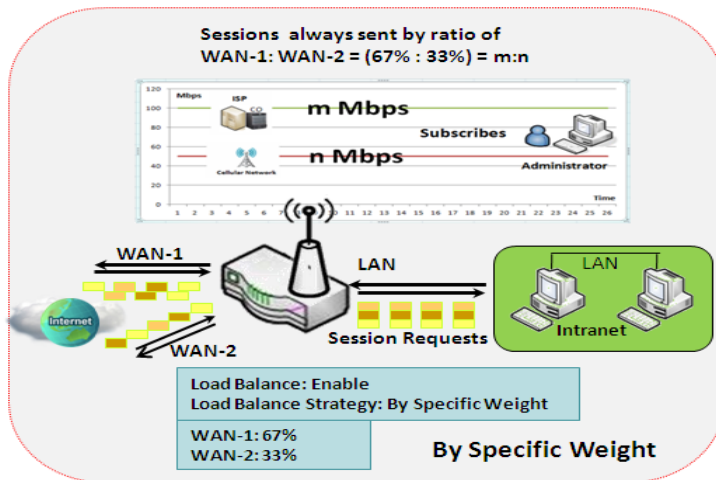 Sessions always sent by ratio of
WAN-1: WAN-2 = (67% : 33%) = m:n
120
100
80
60
40
20
0
Mbps
ISP
CO
m Mbps
Subscribes
n Mbps
Cellular Network
Administrator
Time
1 2 3 4 5 6 7 10 11 12 13 14 15 16 17 18 19 20 21 22 23 24 25 26
WAN-1
LAN
LAN
Internet
Intranet
WAN-2
Session Requests
Load Balance: Enable
Load Balance Strategy: By Specific Weight
WAN-1: 67%
WAN-2: 33%
By Specific Weight